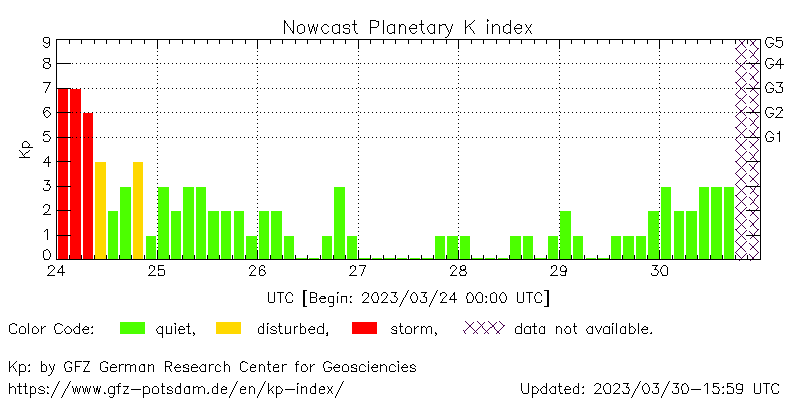 Nowcast Planetary K index
9 G5
8 G4
7 G3
6 G2
5 G1
Kp
4
3
2
1
0
24 25 26 27 28 29 30
UTC [Begin: 2023/03/24 00:00 UTC]
Color Code: quiet, disturbed, storm, data not available.
Kp: by GFZ German Research Center for Geosciencies
https://www.gfz-potsdam.de/en/kp-index/ Updated: 2023/03/30-15:59 UTC